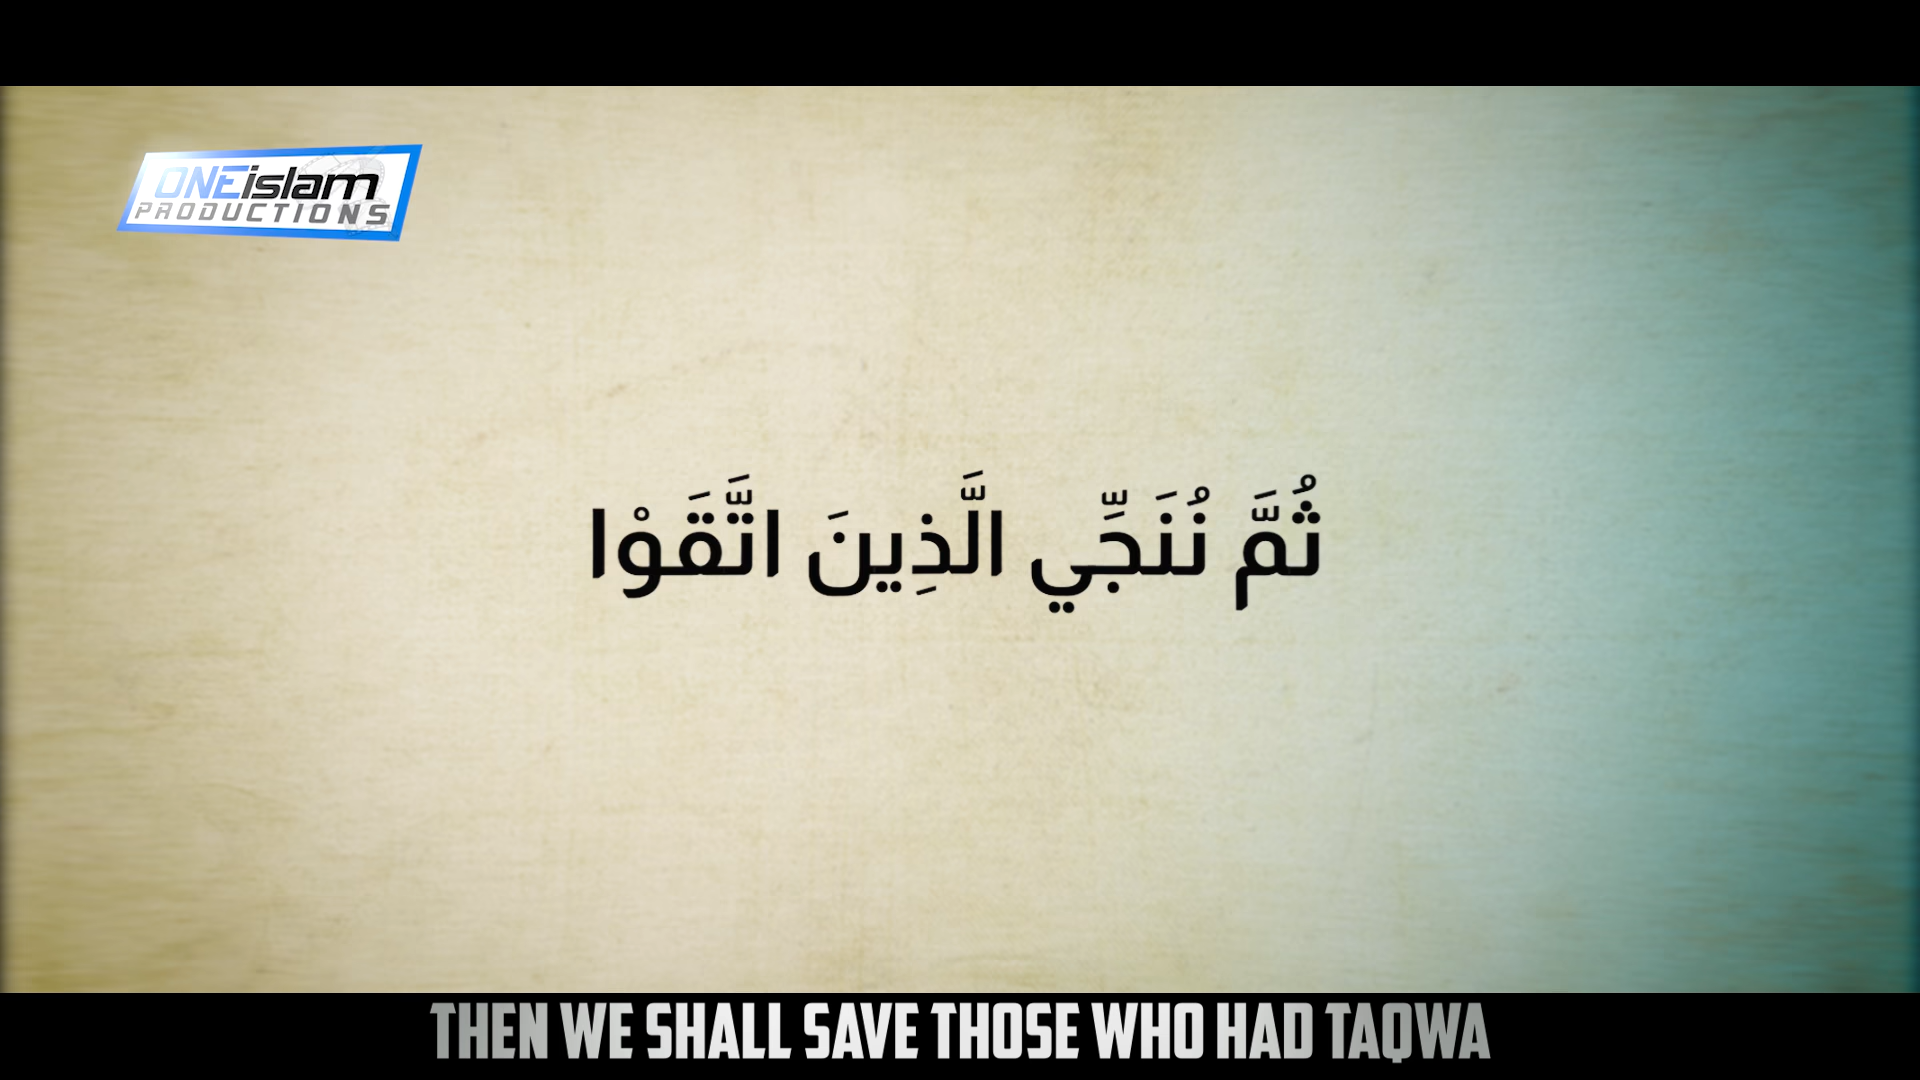 ONEislam
PRODUCTIONS
ثُمَّ نُنَجِّي الَّذِينَ اتَّقَوْا
THEN WE SHALL SAVE THOSE WHO HAD TAQWA